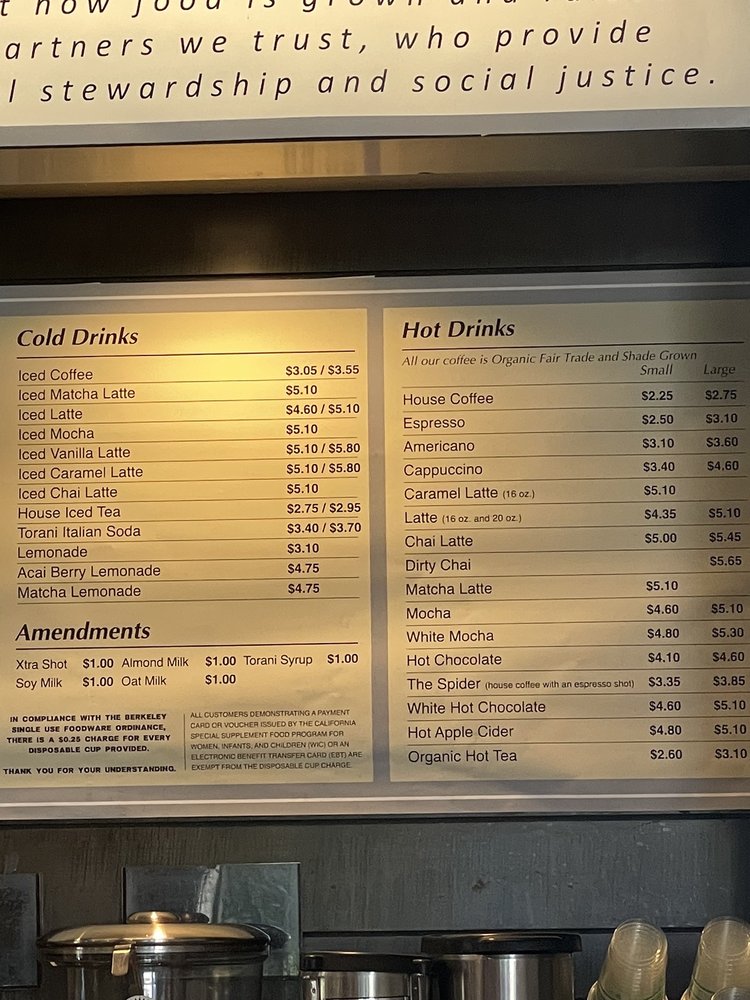 how food is grown and
artners we trust, who provide
l stewardship and social justice.
Cold Drinks
Iced Coffee $3.05 / $3.55
Iced Matcha Latte $5.10
Iced Latte $4.60 / $5.10
Iced Mocha $5.10
Iced Vanilla Latte $5.10 / $5.80
Iced Caramel Latte $5.10 / $5.80
Iced Chai Latte $5.10
House Iced Tea $2.75 / $2.95
Torani Italian Soda $3.40 / $3.70
Lemonade $3.10
Acai Berry Lemonade $4.75
Matcha Lemonade $4.75
Amendments
Xtra Shot $1.00 Almond Milk $1.00 Torani Syrup $1.00
Soy Milk $1.00 Oat Milk $1.00
IN COMPLIANCE WITH THE BERKELEY
SINGLE USE FOODWARE ORDINANCE,
THERE IS A $0.25 CHARGE FOR EVERY
DISPOSABLE CUP PROVIDED.
THANK YOU FOR YOUR UNDERSTANDING.
ALL CUSTOMERS DEMONSTRATING A PAYMENT
CARD OR VOUCHER ISSUED BY THE CALIFORNIA
SPECIAL SUPPLEMENT FOOD PROGRAM FOR
WOMEN, INFANTS, AND CHILDREN (WIC) OR AN
ELECTRONIC BENEFIT TRANSFER CARD (EBT) ARE
EXEMPT FROM THE DISPOSABLE CUP CHARGE.
Hot Drinks
All our coffee is Organic Fair Trade and Shade Grown
Small Large
House Coffee $2.25 $2.75
Espresso $2.50 $3.10
Americano $3.10 $3.60
Cappuccino $3.40 $4.60
Caramel Latte (16 oz.) $5.10
Latte (16 oz. and 20 oz.) $4.35 $5.10
Chai Latte $5.00 $5.45
Dirty Chai $5.65
Matcha Latte $5.10
Mocha $4.60 $5.10
White Mocha $4.80 $5.30
Hot Chocolate $4.10 $4.60
The Spider (house coffee with an espresso shot) $3.35 $3.85
White Hot Chocolate $4.60 $5.10
Hot Apple Cider $4.80 $5.10
Organic Hot Tea $2.60 $3.10